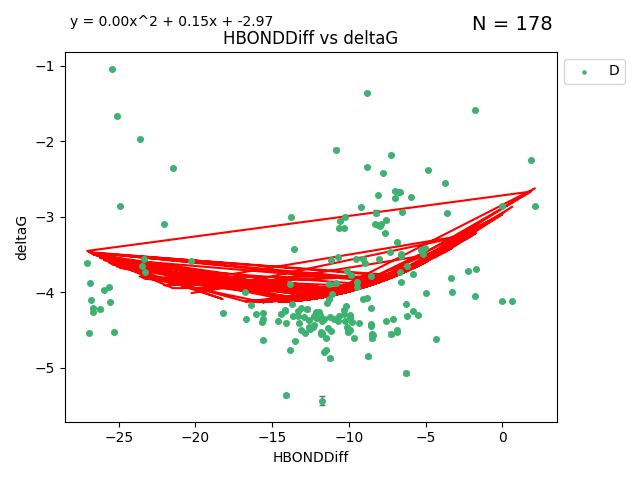 y = 0.00x^2 + 0.15x + -2.97
N = 178
HBONDDiff vs deltaG
D
−1
−2
−3
−4
−5
deltaG
−25
−20
−15
−10
−5
0
HBONDDiff